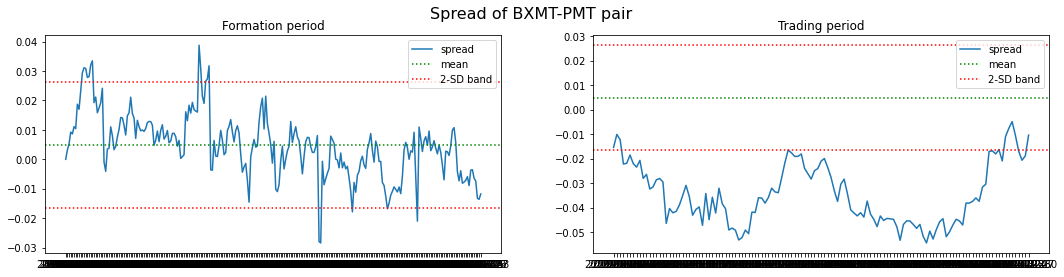 Spread of BXMT-PMT pair
Formation period
0.04
0.03
0.02
0.01
0.00
−0.01
−0.02
−0.03
spread
mean
2-SD band
Trading period
0.03
0.02
0.01
0.00
−0.01
−0.02
−0.03
−0.04
−0.05
spread
mean
2-SD band